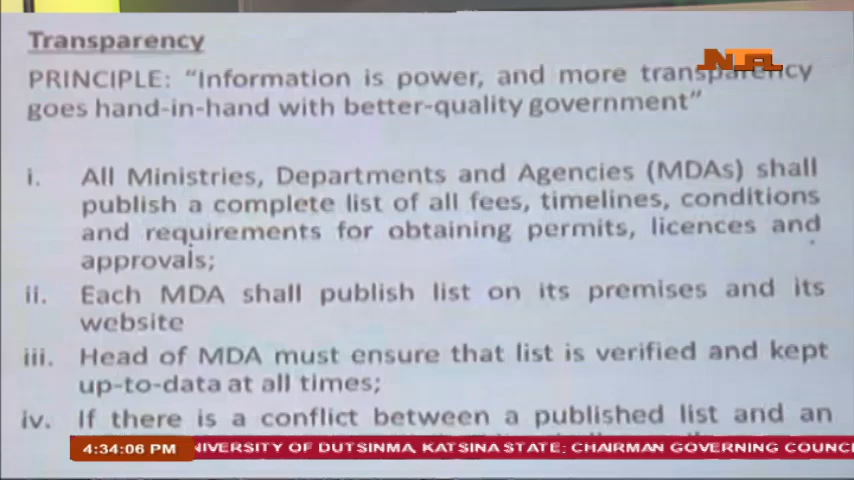 Transparency
NTA
PRINCIPLE: "Information is power, and more transparency
goes hand-in-hand with better-quality government"
i. All Ministries, Departments and Agencies (MDAs) shall
publish a complete list of all fees, timelines, conditions
and requirements for obtaining permits, licences and
approvals;
ii. Each MDA shall publish list on its premises and its
website
iii. Head of MDA must ensure that list is verified and kept
up-to-data at all times;
iv. If there is a conflict between a published list and an
4:34:06 PM NIVERSITY OF DUTSINMA, KATSINA STATE; CHAIRMAN GOVERNING COUNC